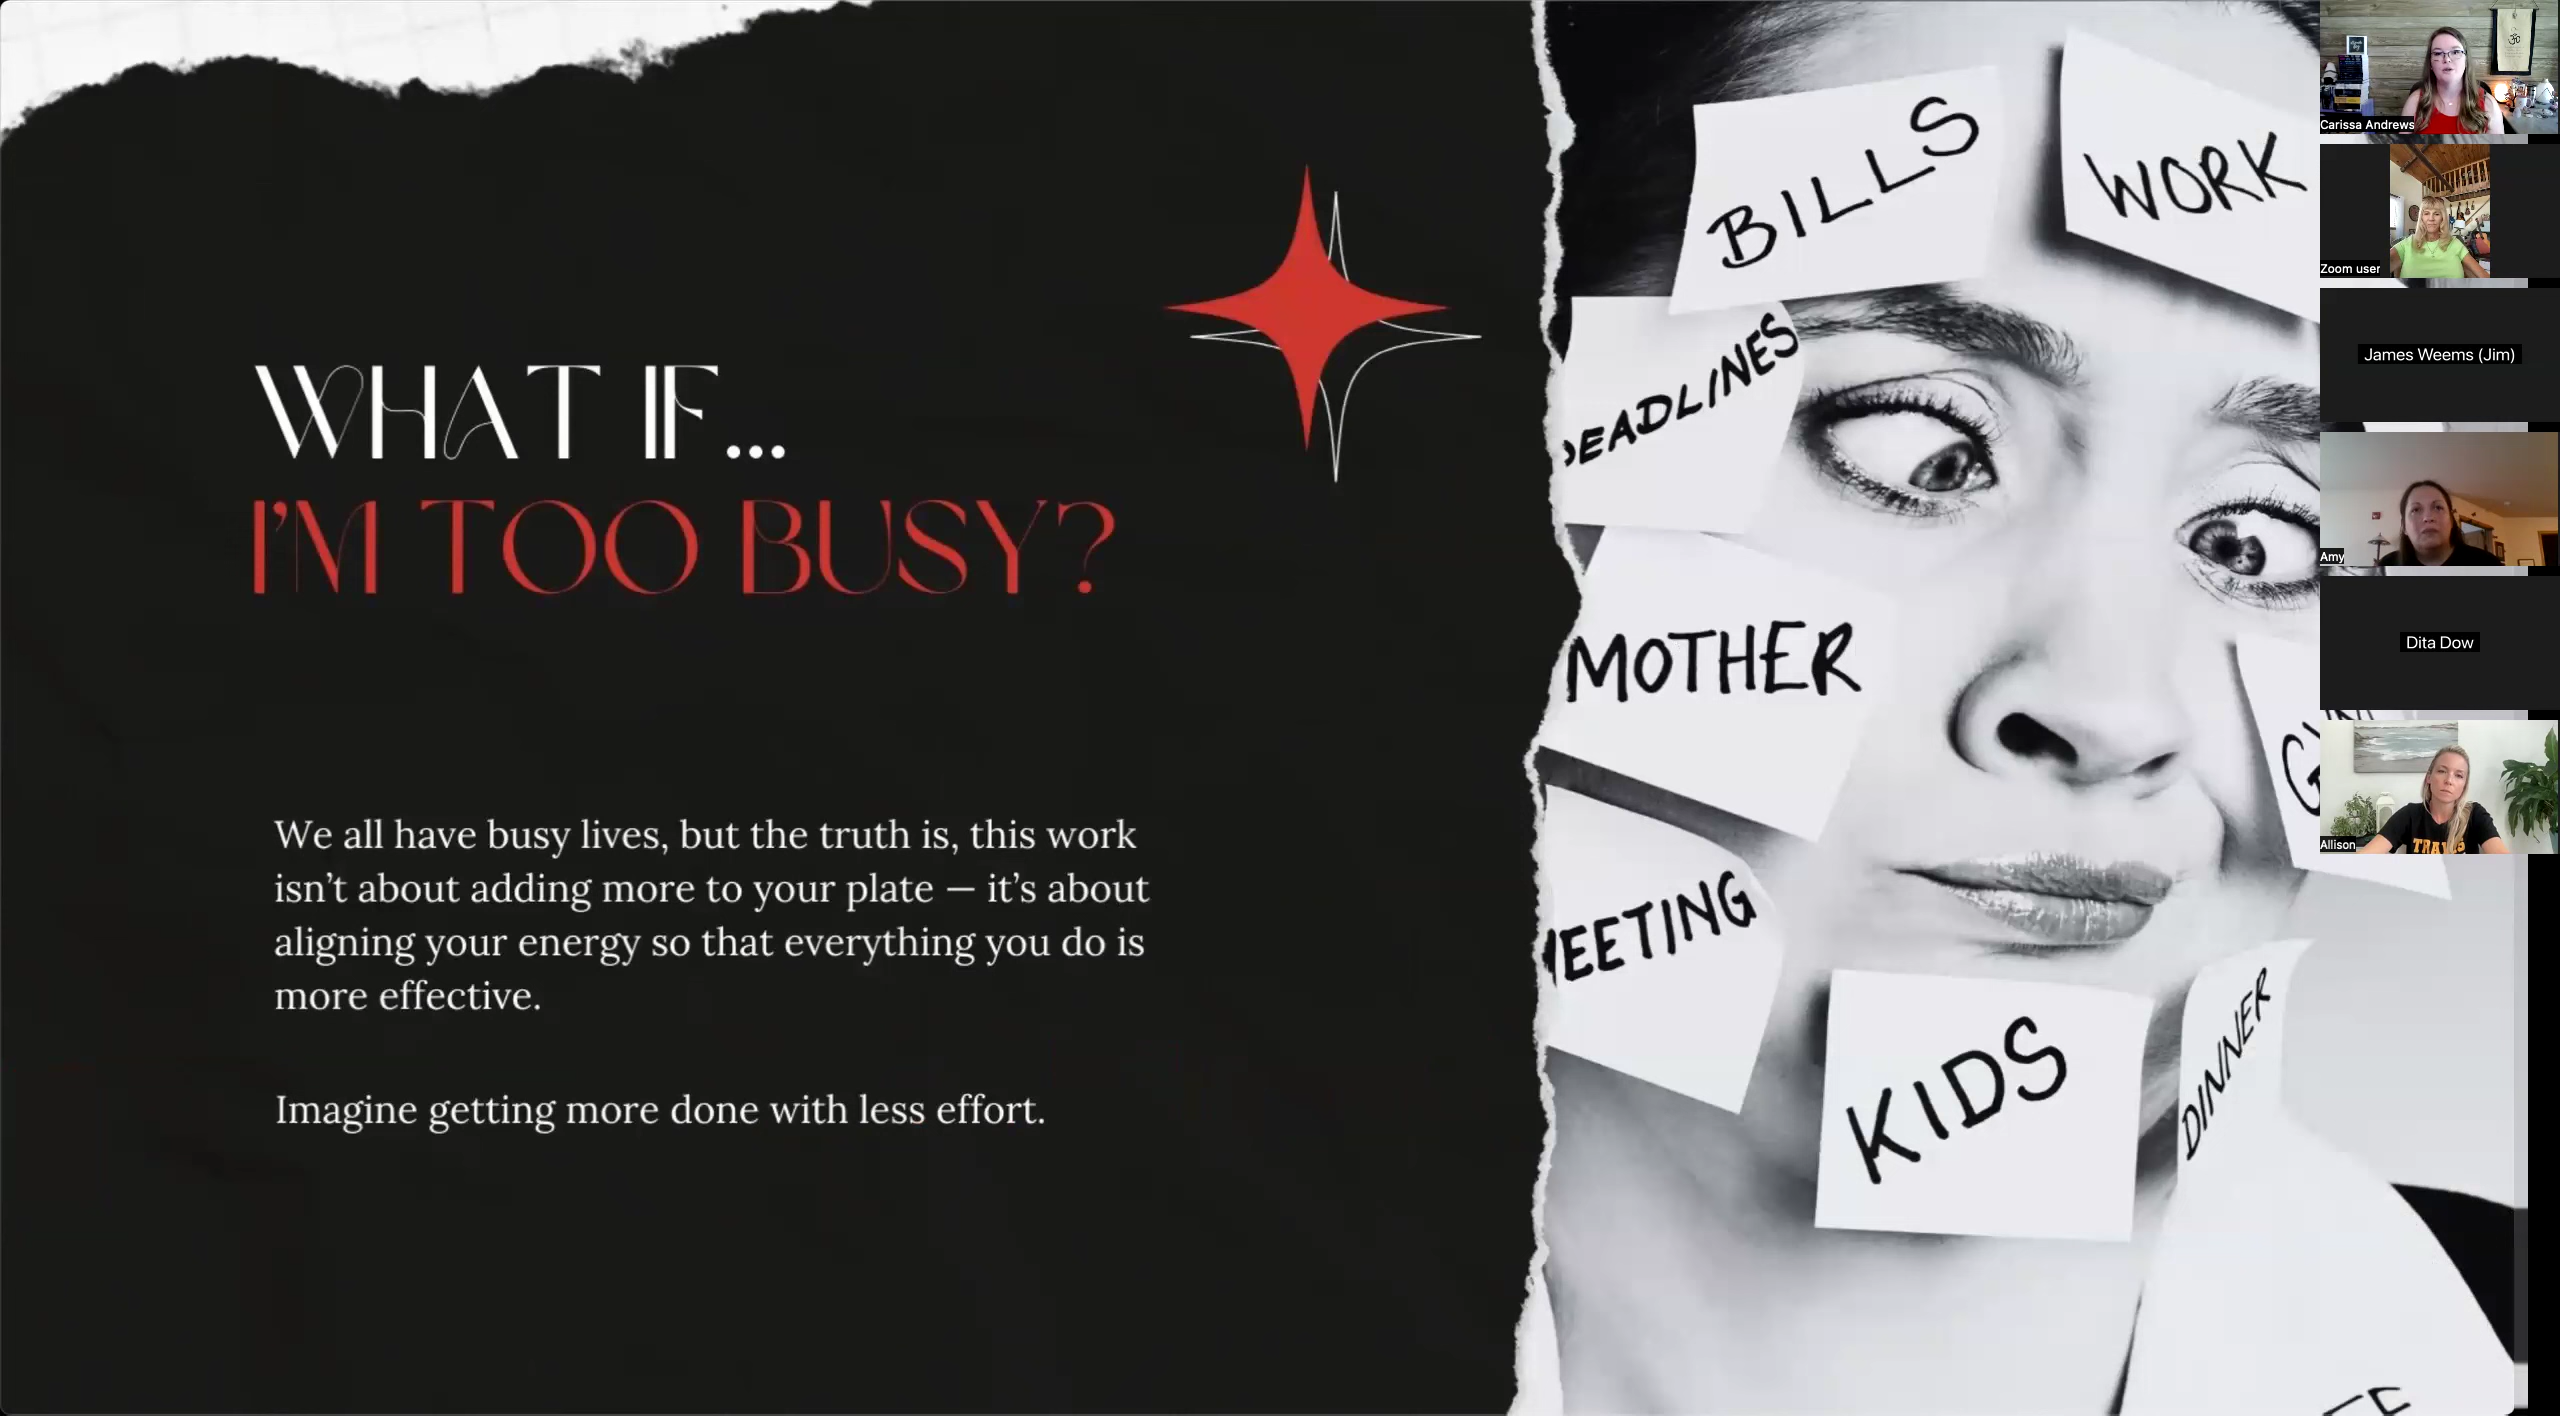 WHAT IF...
I'M TOO BUSY?
We all have busy lives, but the truth is, this work
isn't about adding more to your plate — it's about
aligning your energy so that everything you do is
more effective.
Imagine getting more done with less effort.
BILLS
WORK
DEADLINES
MOTHER
MEETING
KIDS
DINNER
Carissa Andrews
Zoom user
James Weems (Jim)
Amy
Dita Dow
Allison